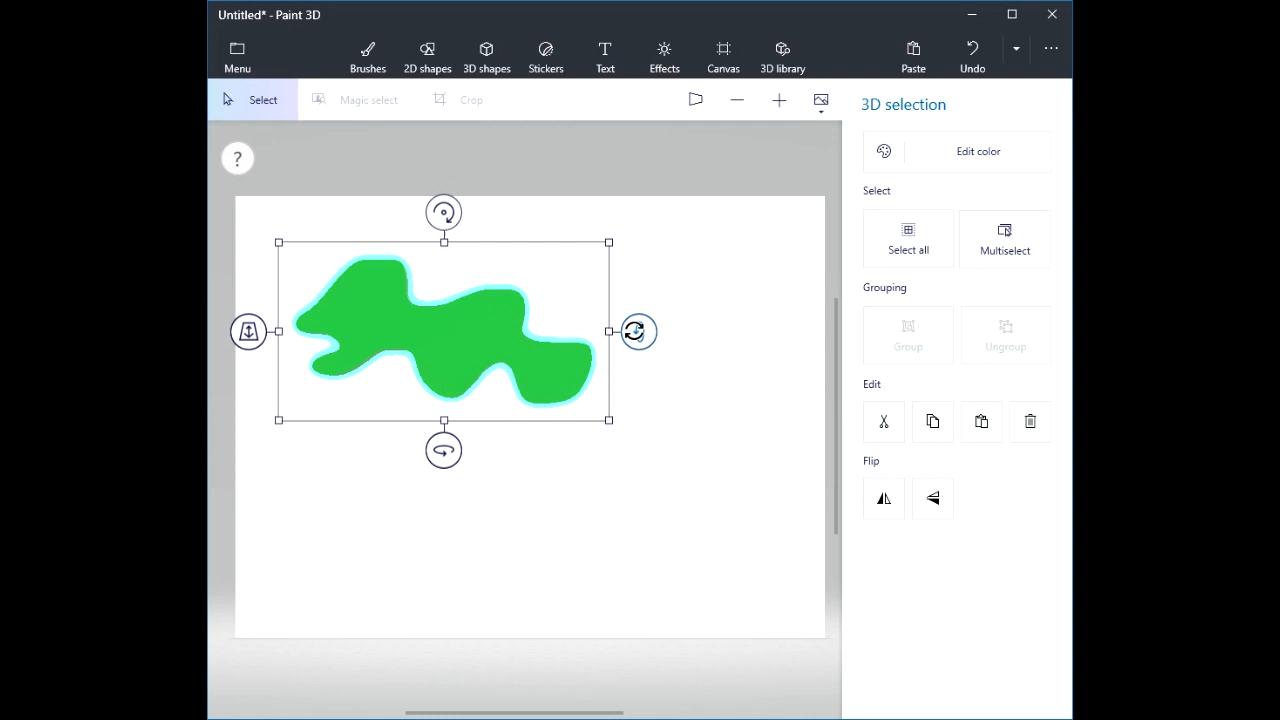 Untitled* - Paint 3D
Menu
Brushes
2D shapes
3D shapes
Stickers
Text
Effects
Canvas
3D library
Paste
Undo
Select
Magic select
Crop
?
3D selection
Edit color
Select
Select all
Multiselect
Grouping
Group
Ungroup
Edit
Flip